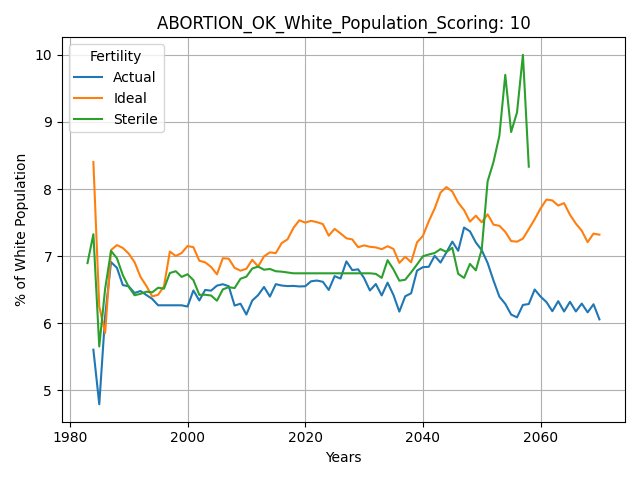 ABORTION_OK_White_Population_Scoring: 10
Fertility
Actual
Ideal
Sterile
% of White Population
10
9
8
7
6
5
1980
2000
2020
2040
2060
Years